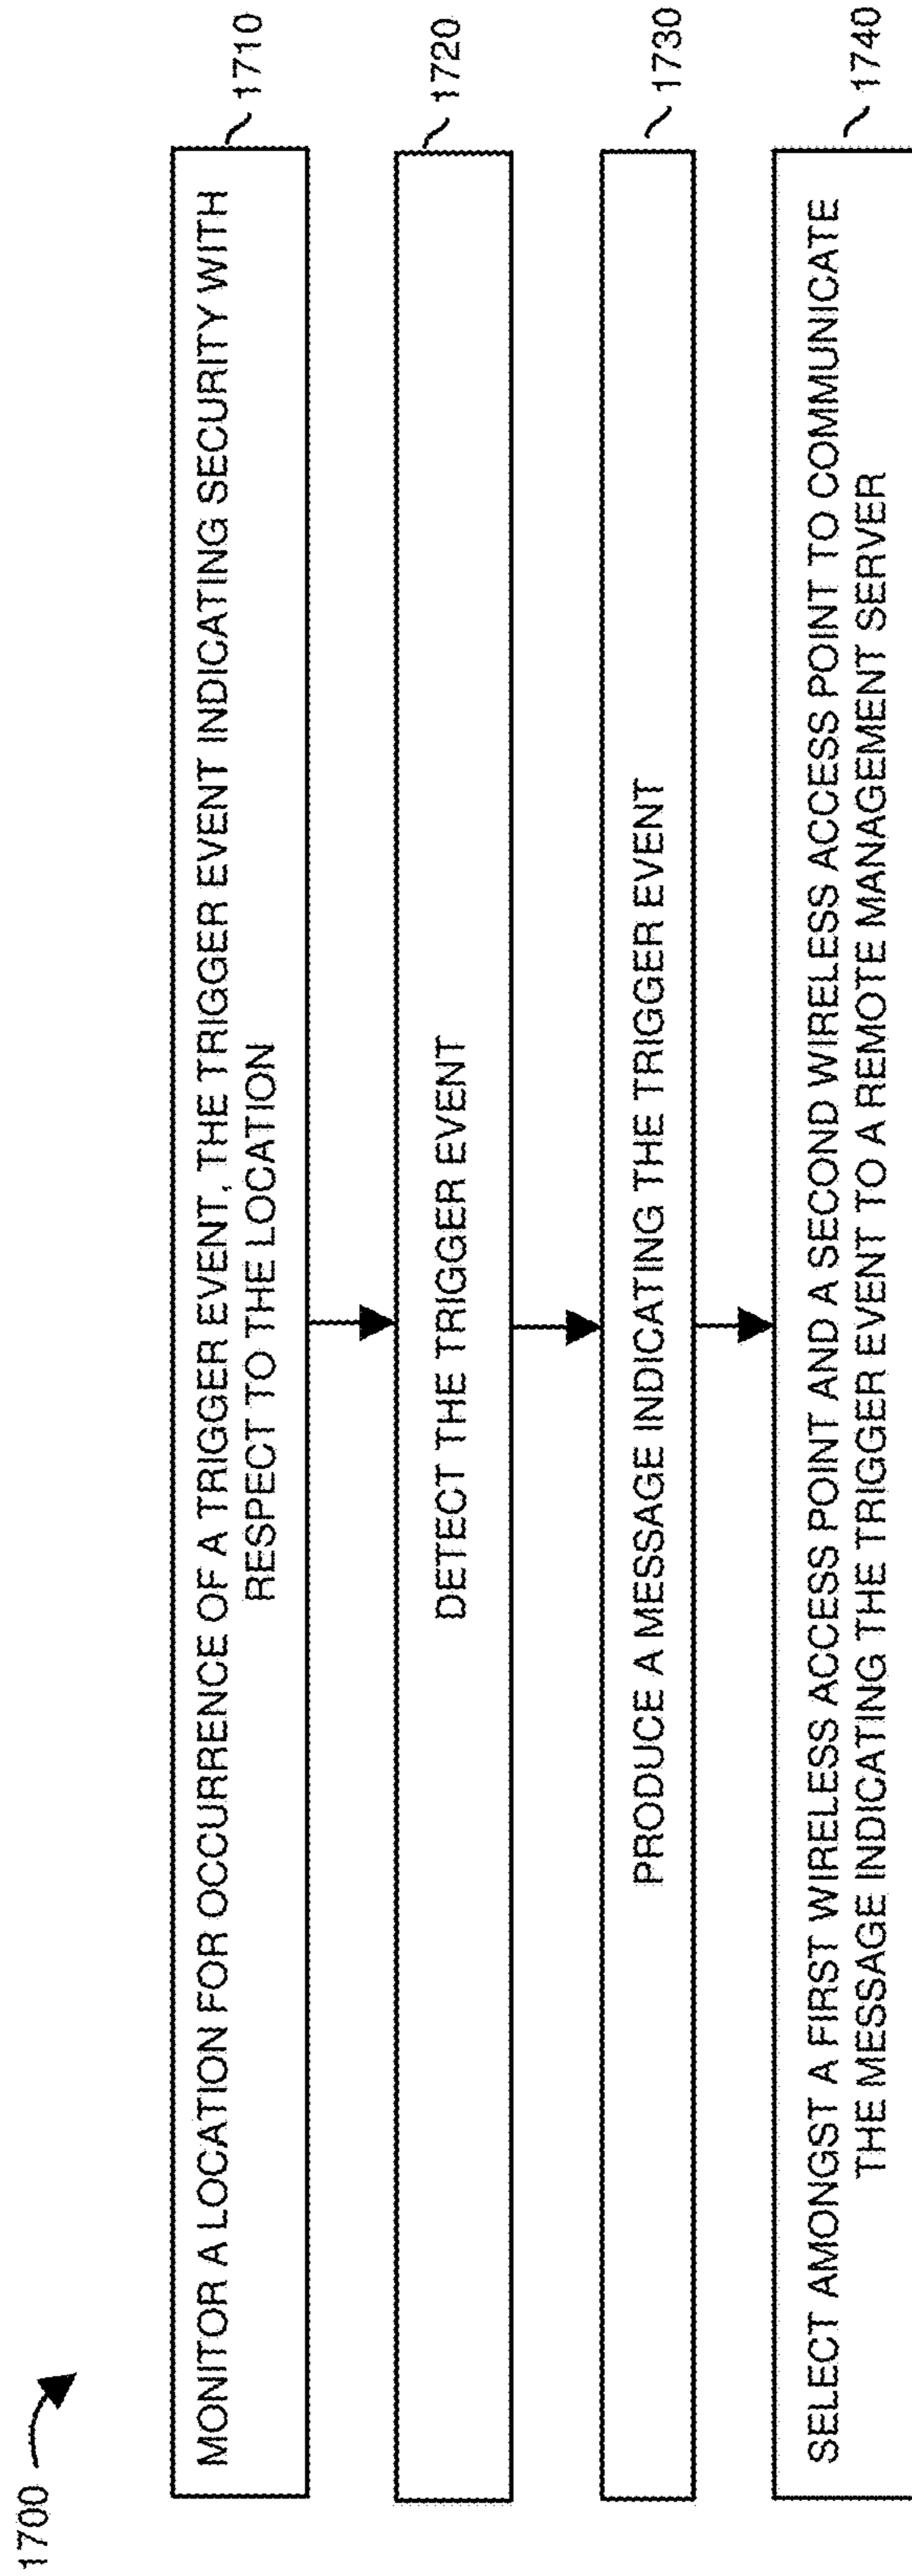 1700
MONITOR A LOCATION FOR OCCURRENCE OF A TRIGGER EVENT, THE TRIGGER EVENT INDICATING SECURITY WITH
RESPECT TO THE LOCATION
1710
DETECT THE TRIGGER EVENT
1720
PRODUCE A MESSAGE INDICATING THE TRIGGER EVENT
1730
SELECT AMONGST A FIRST WIRELESS ACCESS POINT AND A SECOND WIRELESS ACCESS POINT TO COMMUNICATE
THE MESSAGE INDICATING THE TRIGGER EVENT TO A REMOTE MANAGEMENT SERVER
1740